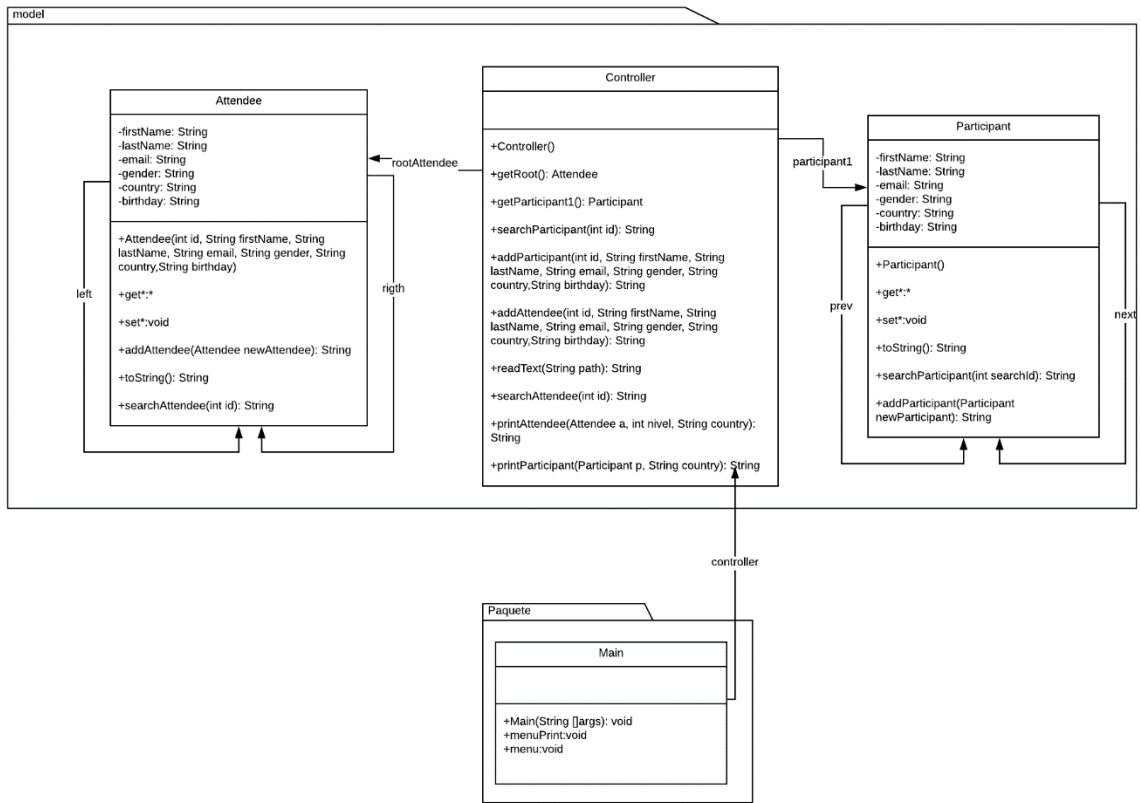 model
Attendee
-firstName: String
-lastName: String
-email: String
-gender: String
-country: String
-birthday: String
+Attendee(int id, String firstName, String
lastName, String email, String gender, String
country,String birthday)
+get*:*
+set*:void
+addAttendee(Attendee newAttendee): String
+toString(): String
+searchAttendee(int id): String
left
rigth
rootAttendee
Controller
+Controller()
+getRoot(): Attendee
+getParticipant1(): Participant
+searchParticipant(int id): String
+addParticipant(int id, String firstName, String
lastName, String email, String gender, String
country,String birthday): String
+addAttendee(int id, String firstName, String
lastName, String email, String gender, String
country,String birthday): String
+readText(String path): String
+searchAttendee(int id): String
+printAttendee(Attendee a, int nivel, String country):
String
+printParticipant(Participant p, String country): String
participant1
Participant
-firstName: String
-lastName: String
-email: String
-gender: String
-country: String
-birthday: String
+Participant()
+get*:*
+set*:void
+toString(): String
+searchParticipant(int searchId): String
+addParticipant(Participant
newParticipant): String
prev
next
controller
Paquete
Main
+Main(String []args): void
+menuPrint:void
+menu:void